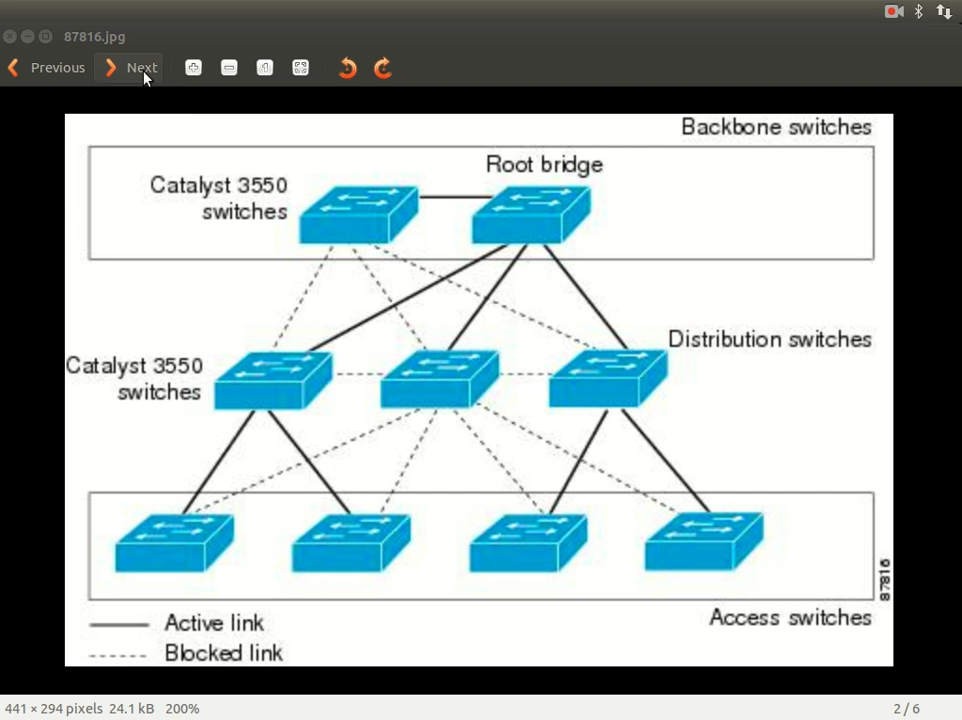 87816.jpg
Previous
Next
Backbone switches
Root bridge
Catalyst 3550
switches
Distribution switches
Catalyst 3550
switches
87816
Access switches
Active link
Blocked link
441 × 294 pixels 24.1 kB 200%
2 / 6